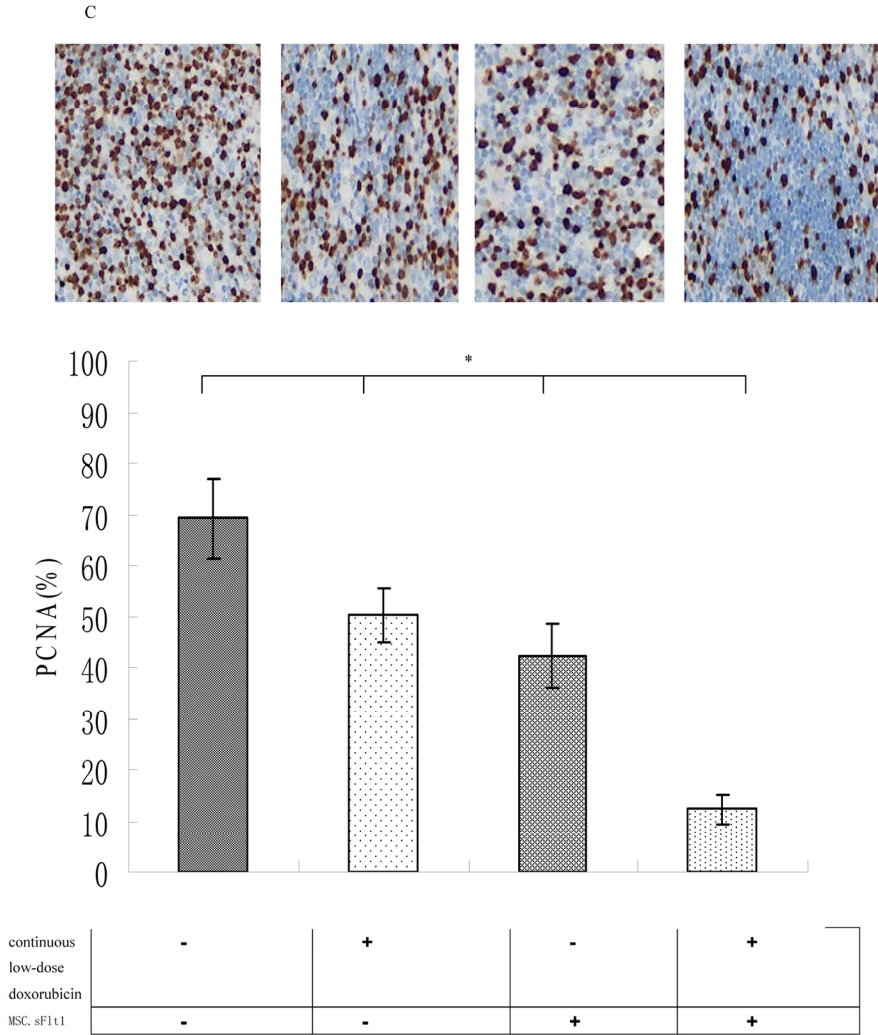 C
*
100
90
80
70
60
50
40
30
20
10
0
PCNA(%)
continuous - + - +
low-dose
doxorubicin
MSC.sFlt1 - - + +